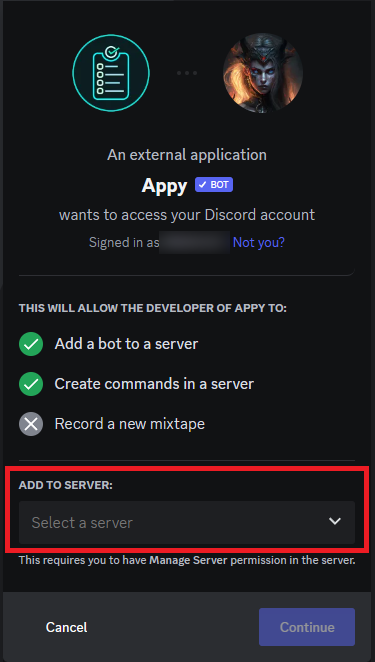 An external application
Appy ✓ BOT
wants to access your Discord account
Signed in as Not you?
THIS WILL ALLOW THE DEVELOPER OF APPY TO:
Add a bot to a server
Create commands in a server
Record a new mixtape
ADD TO SERVER:
Select a server
This requires you to have Manage Server permission in the server.
Cancel Continue